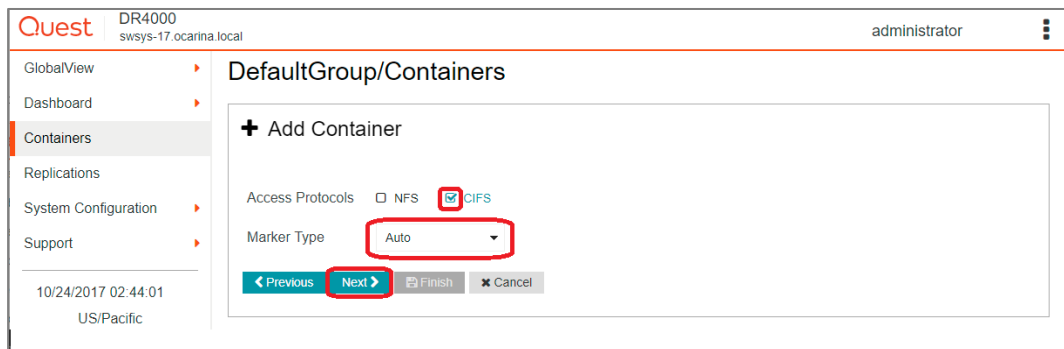 Quest
DR4000
swsys-17.ocarina.local
administrator
GlobalView
Dashboard
Containers
Replications
System Configuration
Support
10/24/2017 02:44:01
US/Pacific
DefaultGroup/Containers
Add Container
Access Protocols NFS CIFS
Marker Type Auto
Previous Next Finish Cancel